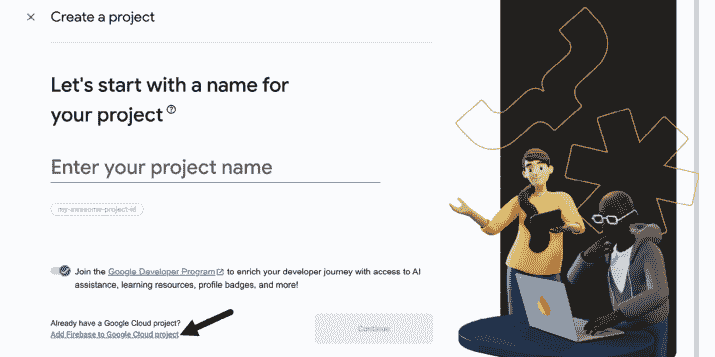 Create a project
Let's start with a name for
your project
Enter your project name
my-awesome-project-id
Join the Google Developer Program to enrich your developer journey with access to AI
assistance, learning resources, profile badges, and more!
Already have a Google Cloud project?
Add Firebase to Google Cloud project
Continue